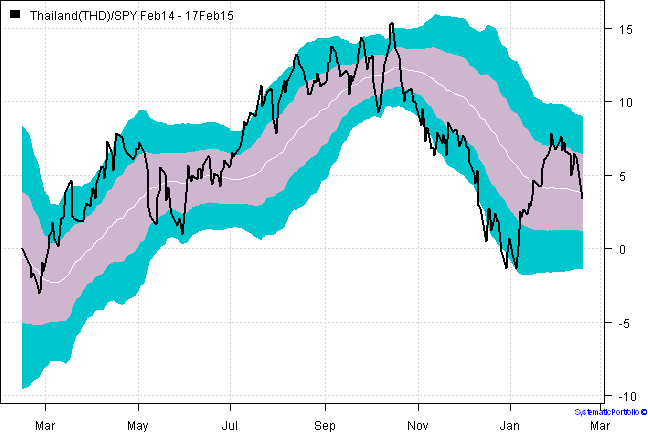 Thailand(THD)/SPY Feb14 - 17Feb15
15
10
5
0
-5
-10
Mar
May
Jul
Sep
Nov
Jan
Mar
SystematicPortfolio ©